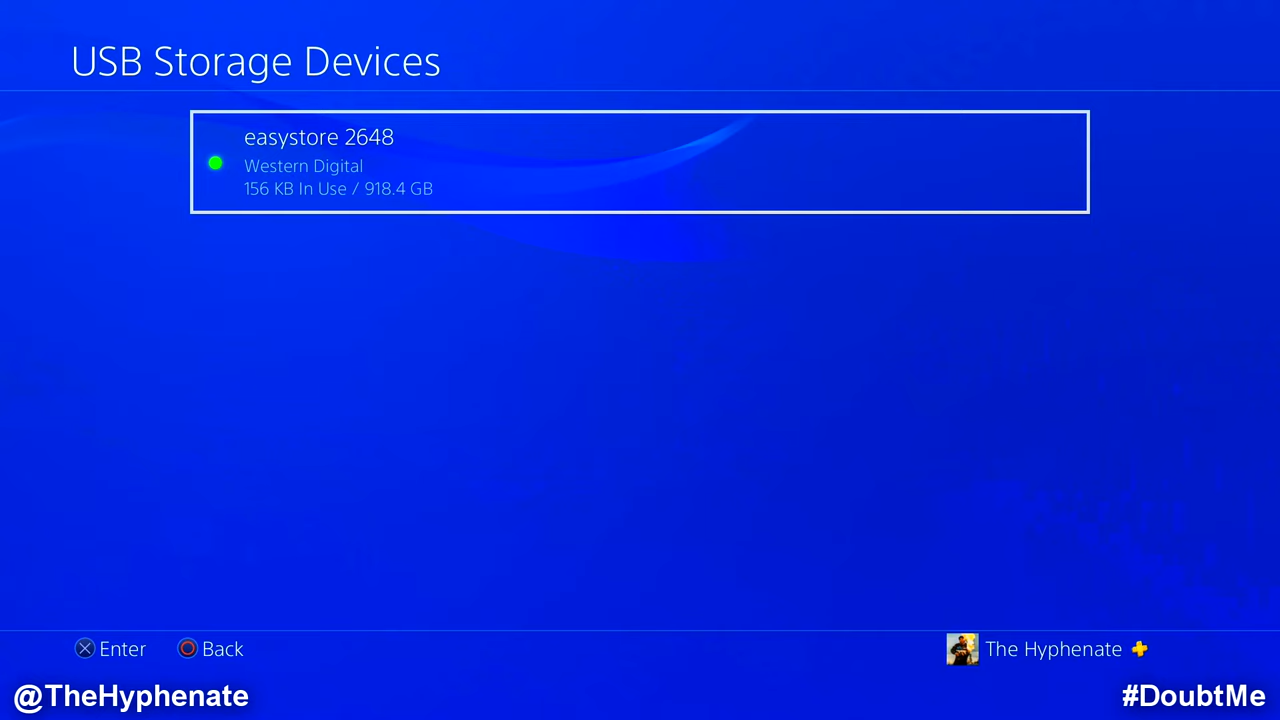 USB Storage Devices
easystore 2648
Western Digital
156 KB In Use / 918.4 GB
Enter
Back
The Hyphenate
@TheHyphenate
#DoubtMe